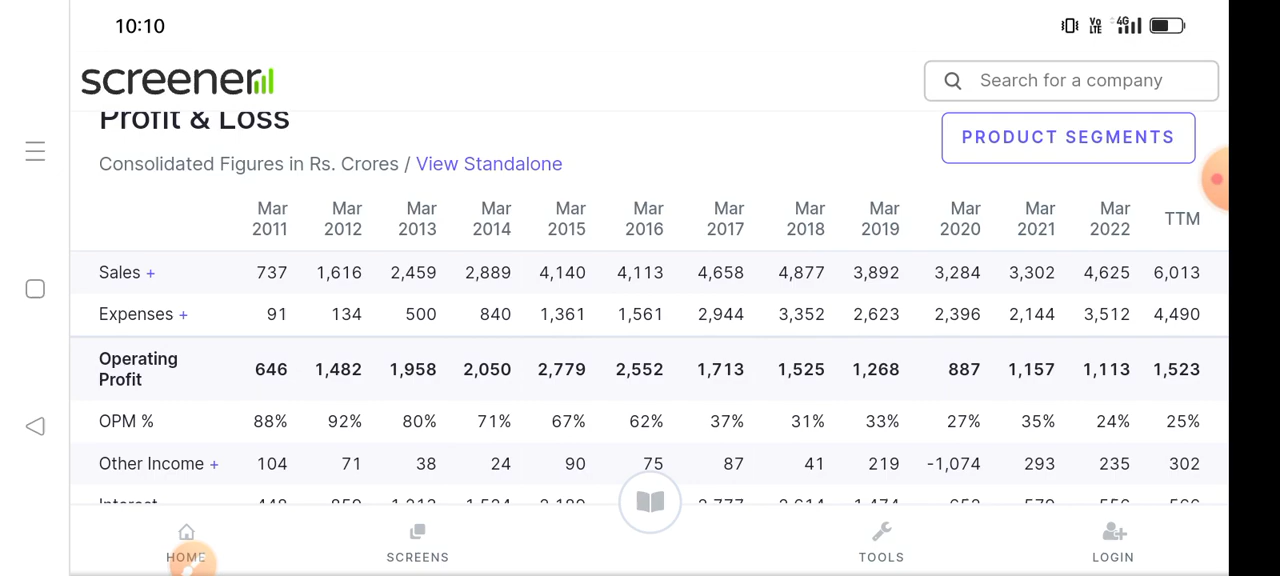 10:10
Vo LTE 4G
screener
Search for a company
Profit & Loss
PRODUCT SEGMENTS
Consolidated Figures in Rs. Crores / View Standalone
Mar 2011 Mar 2012 Mar 2013 Mar 2014 Mar 2015 Mar 2016 Mar 2017 Mar 2018 Mar 2019 Mar 2020 Mar 2021 Mar 2022 TTM
Sales + 737 1,616 2,459 2,889 4,140 4,113 4,658 4,877 3,892 3,284 3,302 4,625 6,013
Expenses + 91 134 500 840 1,361 1,561 2,944 3,352 2,623 2,396 2,144 3,512 4,490
Operating Profit 646 1,482 1,958 2,050 2,779 2,552 1,713 1,525 1,268 887 1,157 1,113 1,523
OPM % 88% 92% 80% 71% 67% 62% 37% 31% 33% 27% 35% 24% 25%
Other Income + 104 71 38 24 90 75 87 41 219 -1,074 293 235 302
Interest
HOME SCREENS TOOLS LOGIN